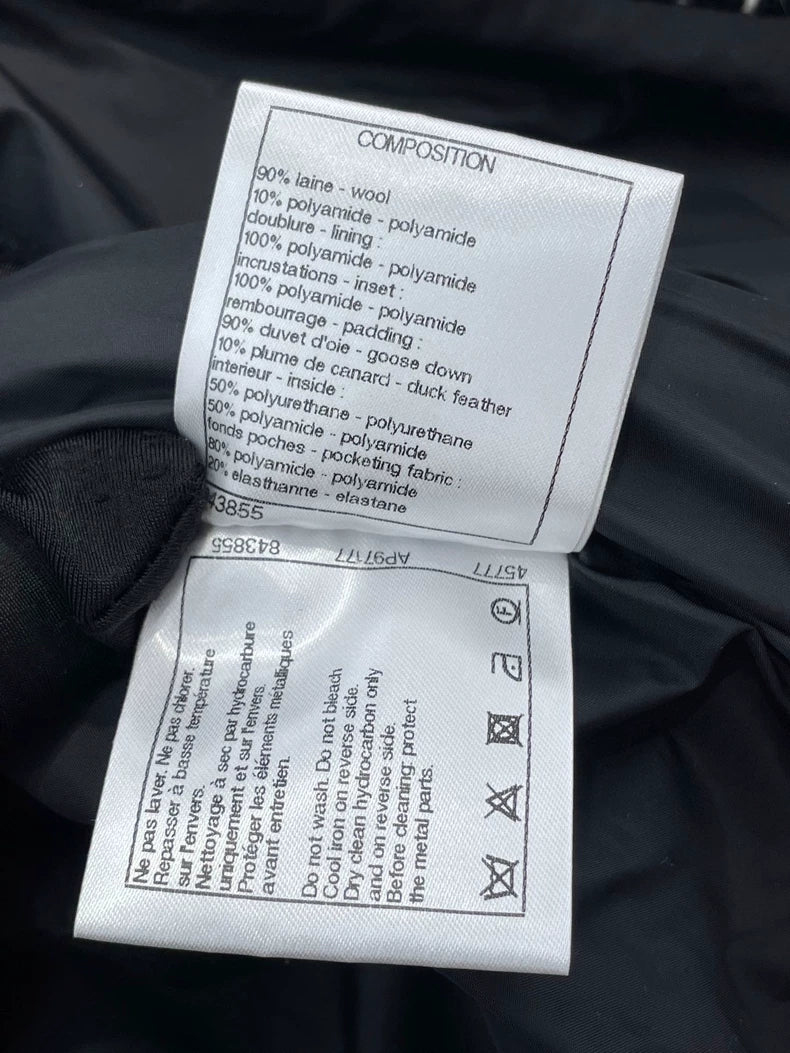 COMPOSITION
90% laine - wool
10% polyamide - polyamide
doublure - lining :
100% polyamide - polyamide
incrustations - inset :
100% polyamide - polyamide
rembourrage - padding :
90% duvet d'oie - goose down
10% plume de canard - duck feather
interieur - inside :
50% polyurethane - polyurethane
50% polyamide - polyamide
fonds poches - pocketing fabric :
80% polyamide - polyamide
20% elasthanne - elastane
43855
45777 AP97177 843855
Ne pas laver. Ne pas chlorer.
Repasser à basse température
sur l'envers.
Nettoyage à sec par hydrocarbure
uniquement et sur l'envers.
Protéger les éléments métalliques
avant entretien.
Do not wash. Do not bleach
Cool iron on reverse side.
Dry clean hydrocarbon only
and on reverse side.
Before cleaning: protect
the metal parts.
F